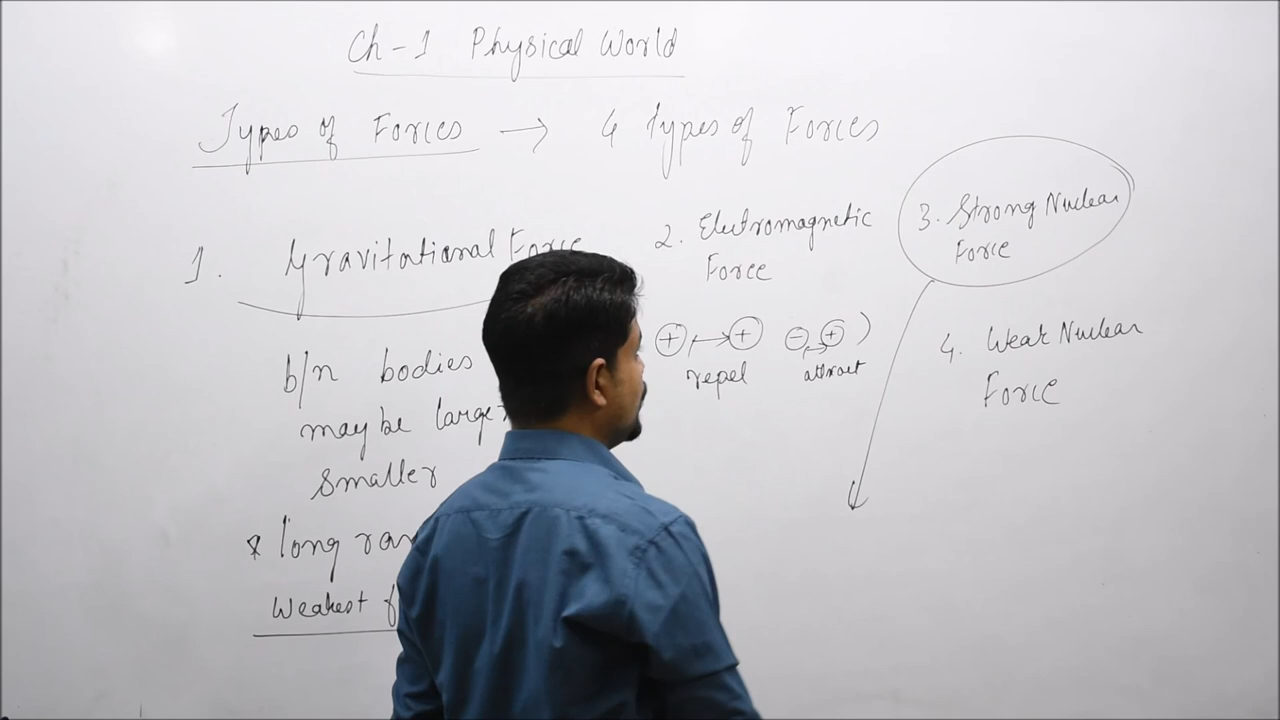 Ch-1 Physical World
Types of Forces → 4 Types of Forces
1. Gravitational Force
b/n bodies
may be large
smaller
* long ran
Weakest f
2. Electromagnetic
Force
+ → + - → + )
repel attract
3. Strong Nuclear
Force
4. Weak Nuclear
Force